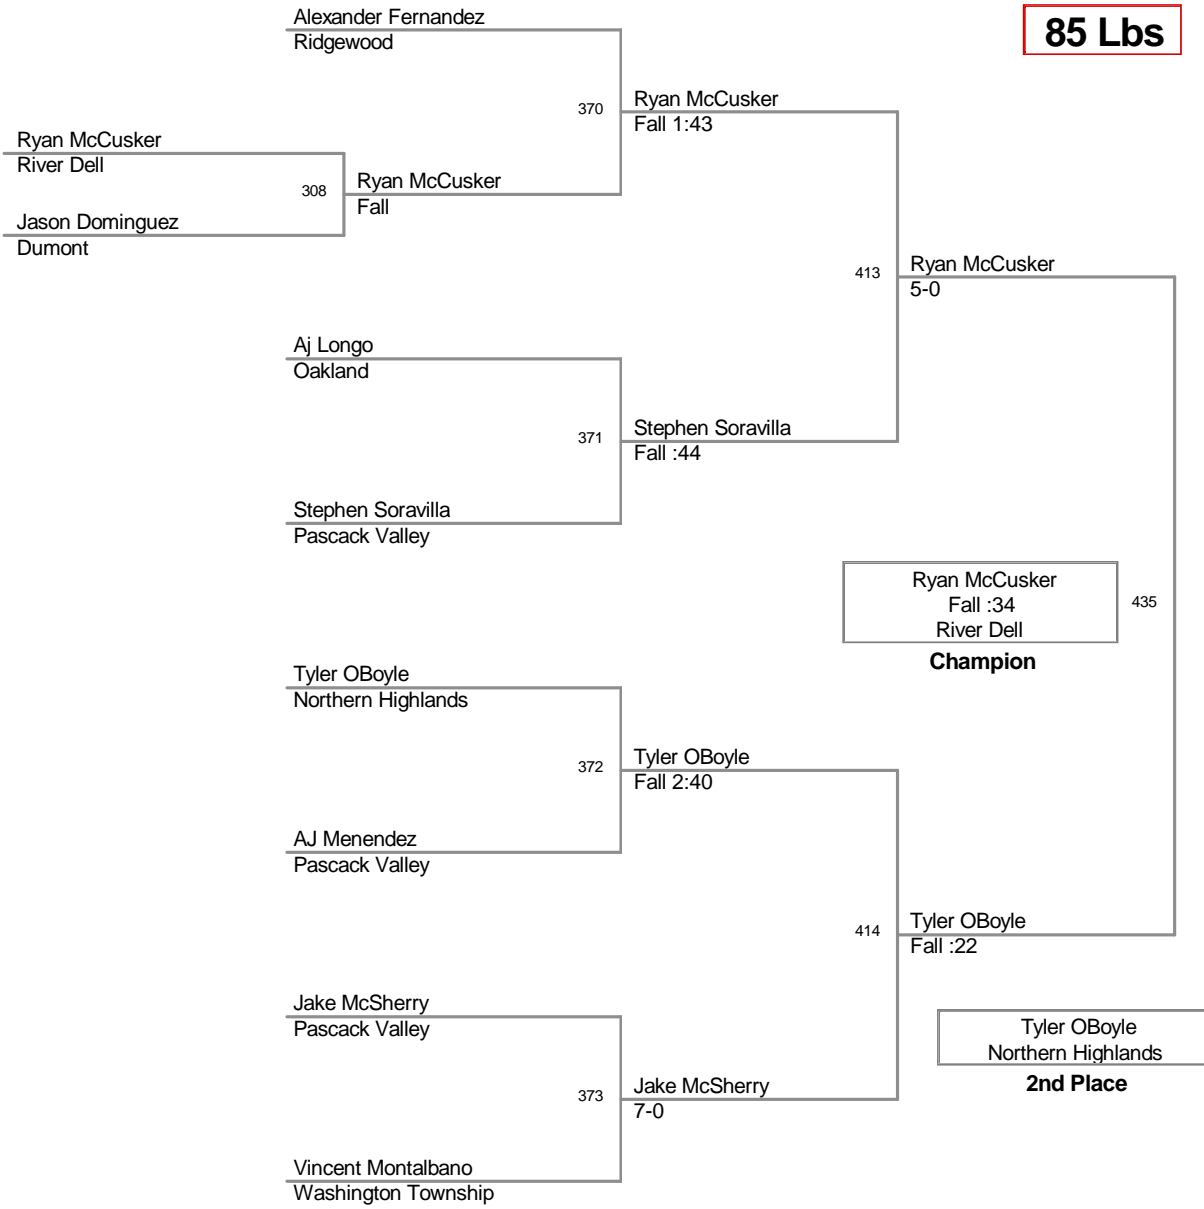 85 Lbs
Alexander Fernandez
Ridgewood
370
Ryan McCusker
Fall 1:43
Ryan McCusker
River Dell
308
Ryan McCusker
Fall
Jason Dominguez
Dumont
413
Ryan McCusker
5-0
Aj Longo
Oakland
371
Stephen Soravilla
Fall :44
Stephen Soravilla
Pascack Valley
Ryan McCusker
Fall :34
River Dell
435
Champion
Tyler OBoyle
Northern Highlands
372
Tyler OBoyle
Fall 2:40
AJ Menendez
Pascack Valley
414
Tyler OBoyle
Fall :22
Jake McSherry
Pascack Valley
Tyler OBoyle
Northern Highlands
2nd Place
373
Jake McSherry
7-0
Vincent Montalbano
Washington Township